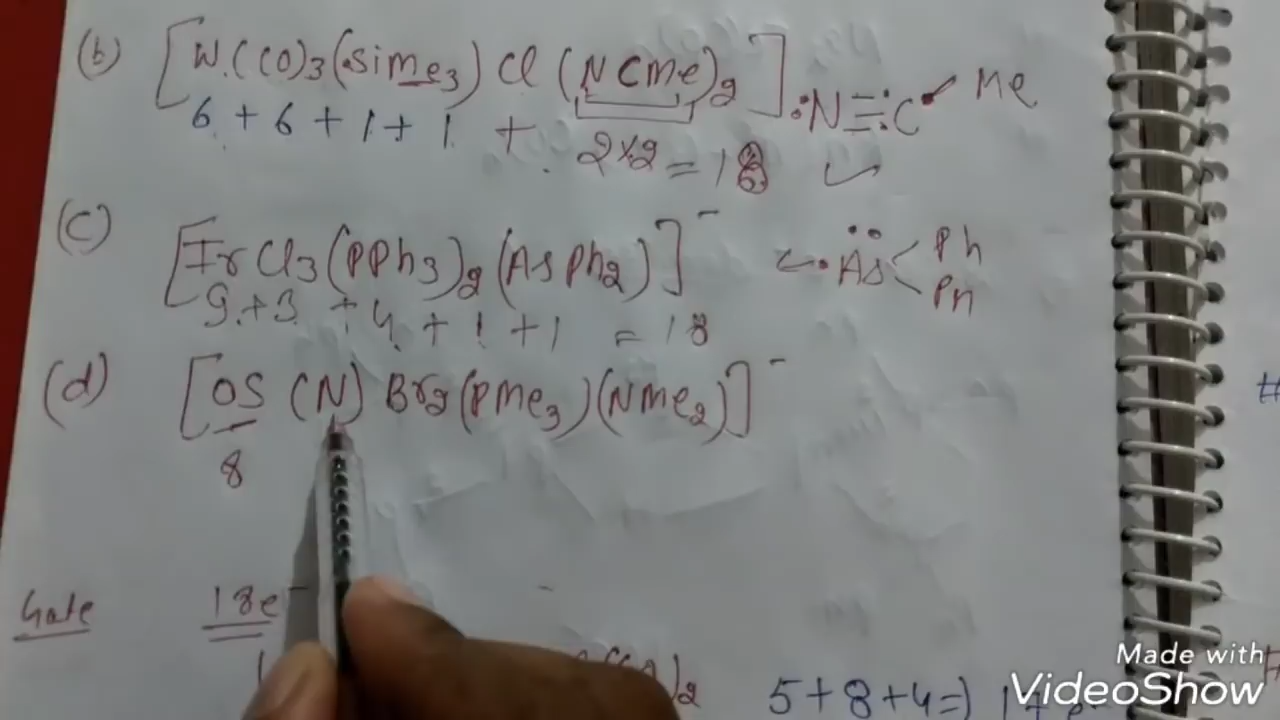 (b) [W(CO)3(SiMe3)Cl(NCMe)2] :N≡C Me
6 + 6 + 1 + 1 + 2×2 = 18
(c) [IrCl3(PPh3)2(AsPh2)]⁻ As Ph Ph
9 + 3 + 4 + 1 + 1 = 18
(d) [OS(N)Br2(PMe3)(NMe2)]⁻
8
Gate 18e⁻
)2 5+8+4=)
#
Made with
VideoShow